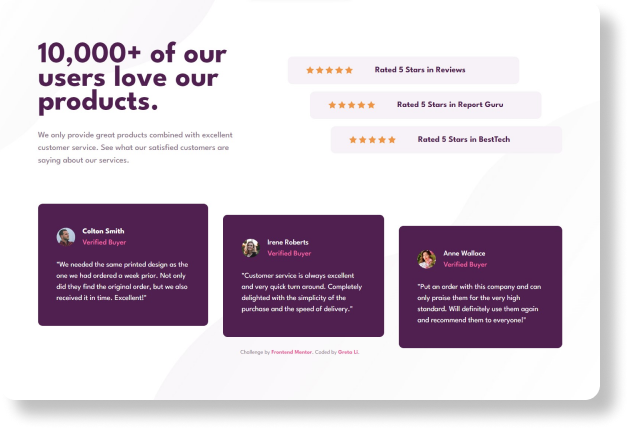 10,000+ of our
users love our
products.
We only provide great products combined with excellent
customer service. See what our satisfied customers are
saying about our services.
Rated 5 Stars in Reviews
Rated 5 Stars in Report Guru
Rated 5 Stars in BestTech
Colton Smith
Verified Buyer
"We needed the same printed design as the
one we had ordered a week prior. Not only
did they find the original order, but we also
received it in time. Excellent!"
Irene Roberts
Verified Buyer
"Customer service is always excellent
and very quick turn around. Completely
delighted with the simplicity of the
purchase and the speed of delivery."
Anne Wallace
Verified Buyer
"Put an order with this company and can
only praise them for the very high
standard. Will definitely use them again
and recommend them to everyone!"
Challenge by Frontend Mentor. Coded by Li.